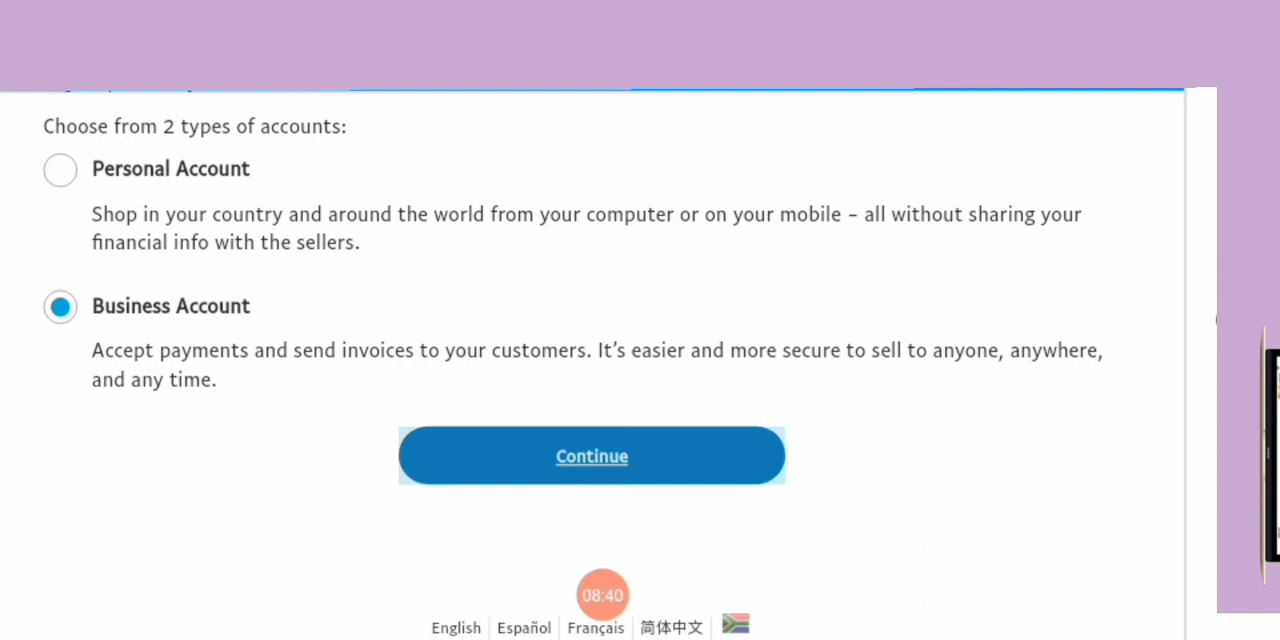 Choose from 2 types of accounts:
Personal Account
Shop in your country and around the world from your computer or on your mobile – all without sharing your
financial info with the sellers.
Business Account
Accept payments and send invoices to your customers. It’s easier and more secure to sell to anyone, anywhere,
and any time.
Continue
08:40
English Español Français 简体中文